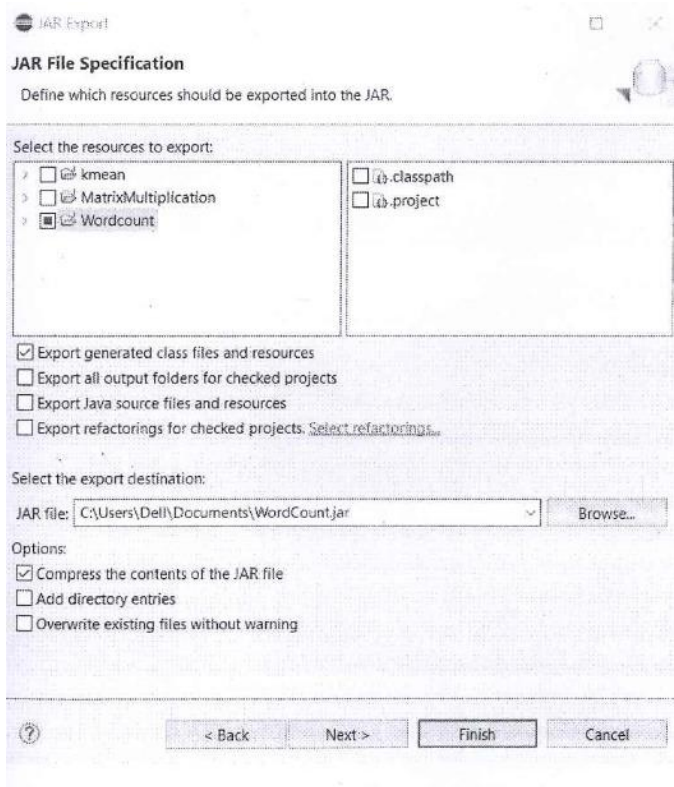 JAR Export
JAR File Specification
Define which resources should be exported into the JAR.
Select the resources to export:
kmean
MatrixMultiplication
Wordcount
.classpath
.project
Export generated class files and resources
Export all output folders for checked projects
Export Java source files and resources
Export refactorings for checked projects. Select refactorings...
Select the export destination:
JAR file: C:\Users\Dell\Documents\WordCount.jar Browse...
Options:
Compress the contents of the JAR file
Add directory entries
Overwrite existing files without warning
? < Back Next > Finish Cancel